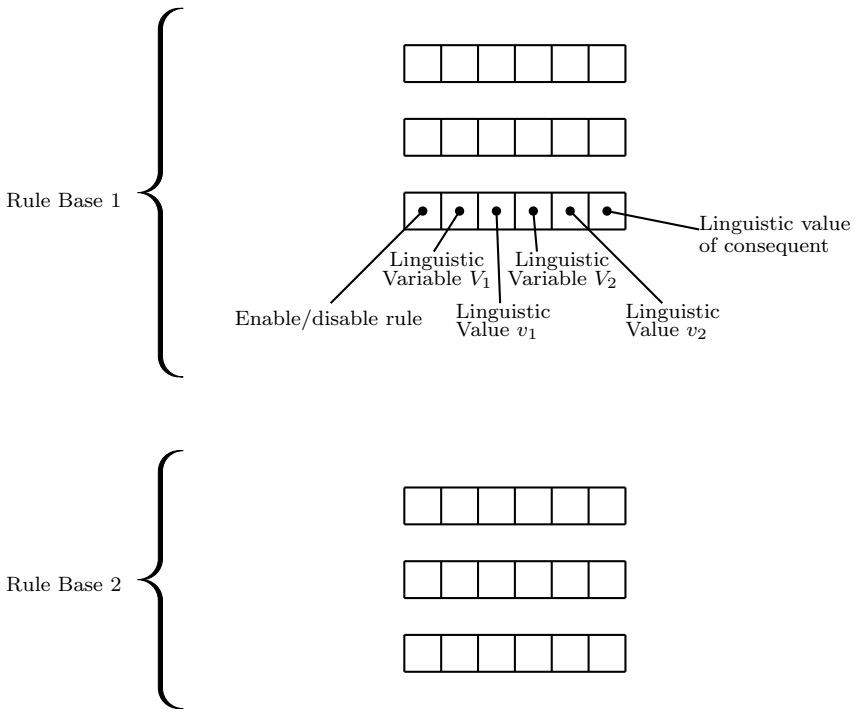 Rule Base 1
Linguistic value
of consequent
Linguistic
Variable V₁
Linguistic
Variable V₂
Enable/disable rule
Linguistic
Value v₁
Linguistic
Value v₂
Rule Base 2